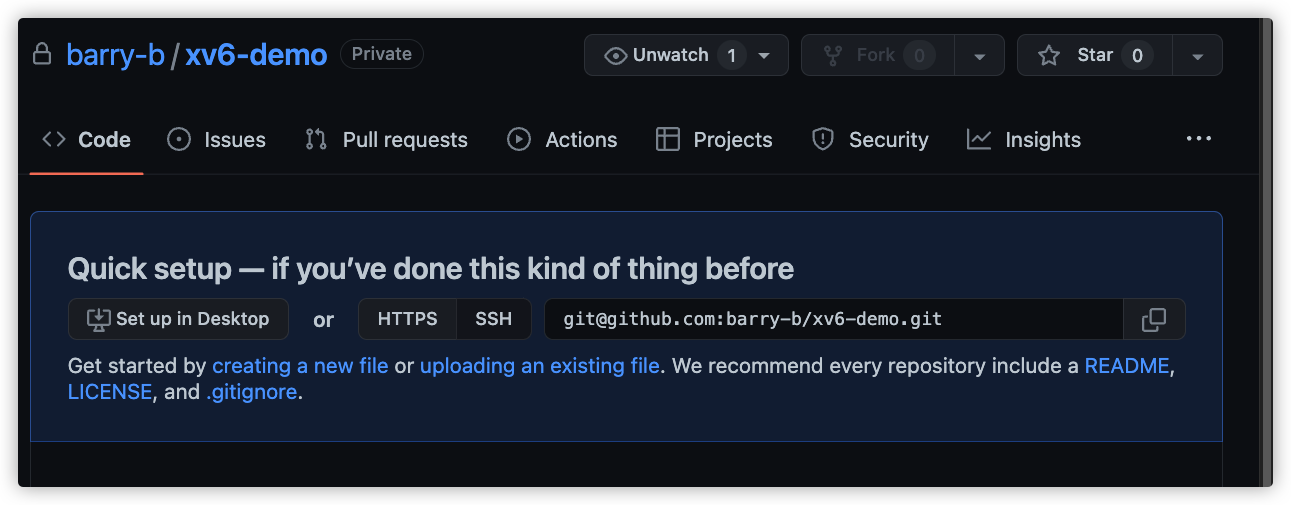 barry-b / xv6-demo Private Unwatch 1 Fork 0 Star 0
Code Issues Pull requests Actions Projects Security Insights ···
Quick setup — if you’ve done this kind of thing before
Set up in Desktop or HTTPS SSH git@github.com:barry-b/xv6-demo.git
Get started by creating a new file or uploading an existing file. We recommend every repository include a README,
LICENSE, and .gitignore.